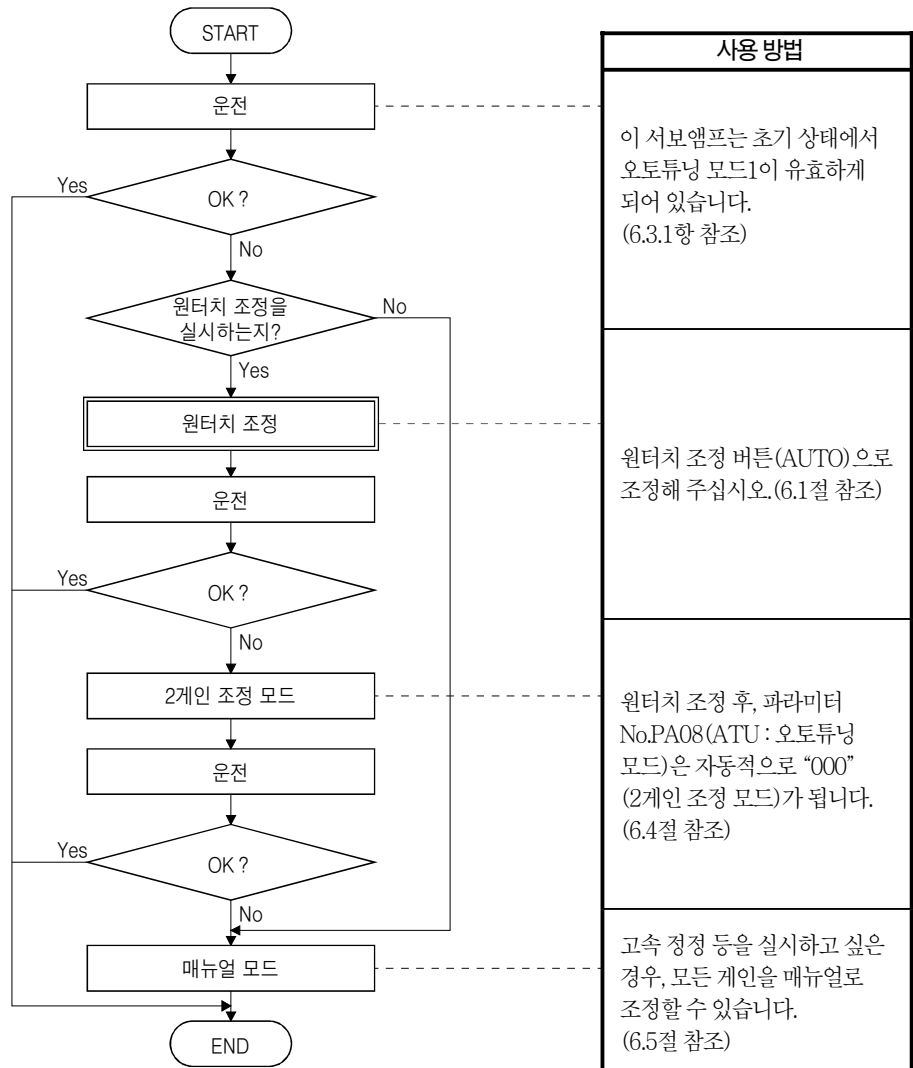 START
운전
Yes
OK ?
No
원터치 조정을
실시하는지?
No
Yes
원터치 조정
운전
Yes
OK ?
No
2게인 조정 모드
운전
Yes
OK ?
No
매뉴얼 모드
END
사용 방법
이 서보앰프는 초기 상태에서
오토튜닝 모드1이 유효하게
되어 있습니다.
(6.3.1항 참조)
원터치 조정 버튼(AUTO)으로
조정해 주십시오.(6.1절 참조)
원터치 조정 후, 파라미터
No.PA08(ATU : 오토튜닝
모드)은 자동적으로 “000”
(2게인 조정 모드)가 됩니다.
(6.4절 참조)
고속 정정 등을 실시하고 싶은
경우, 모든 게인을 매뉴얼로
조정할 수 있습니다.
(6.5절 참조)